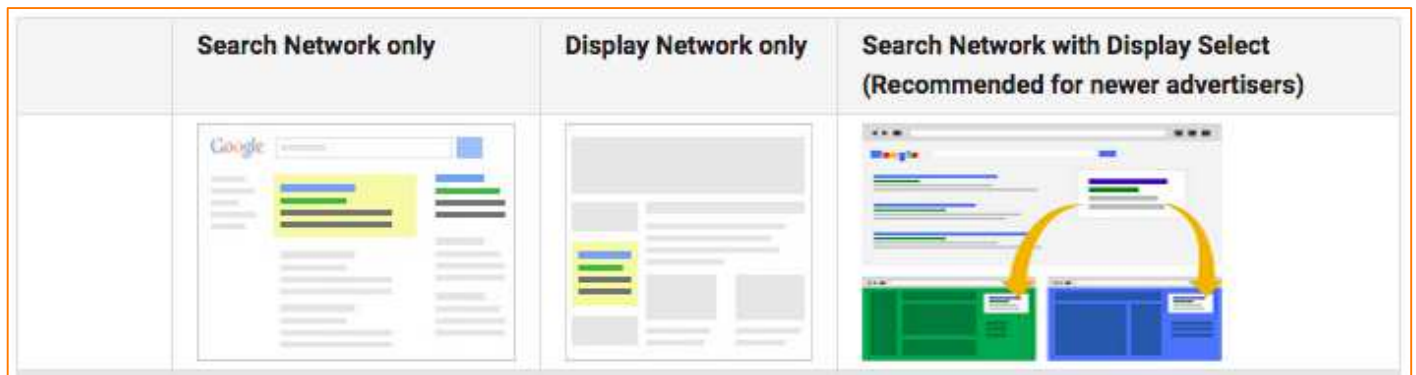 Search Network only
Display Network only
Search Network with Display Select
(Recommended for newer advertisers)
Google